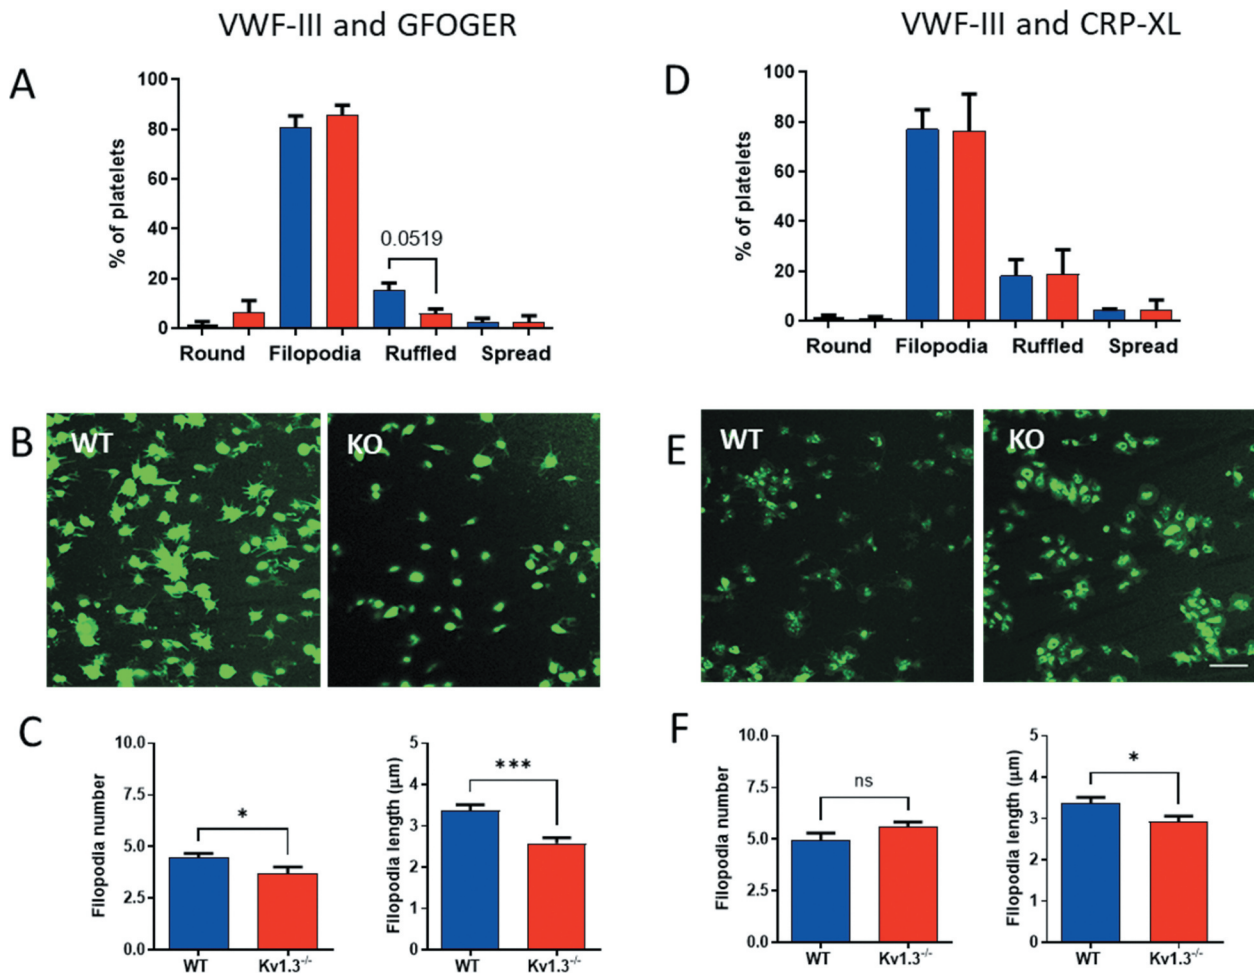 VWF-III and GFOGER
VWF-III and CRP-XL
A
% of platelets
100
80
60
40
20
0
0.0519
Round Filopodia Ruffled Spread
D
% of platelets
100
80
60
40
20
0
Round Filopodia Ruffled Spread
B
WT
KO
E
WT
KO
C
Filopodia number
10.0
7.5
5.0
2.5
0.0
*
WT Kv1.3-/-
Filopodia length (μm)
5
4
3
2
1
0
***
WT Kv1.3-/-
F
Filopodia number
10.0
7.5
5.0
2.5
0.0
ns
WT Kv1.3-/-
Filopodia length (μm)
5
4
3
2
1
0
*
WT Kv1.3-/-